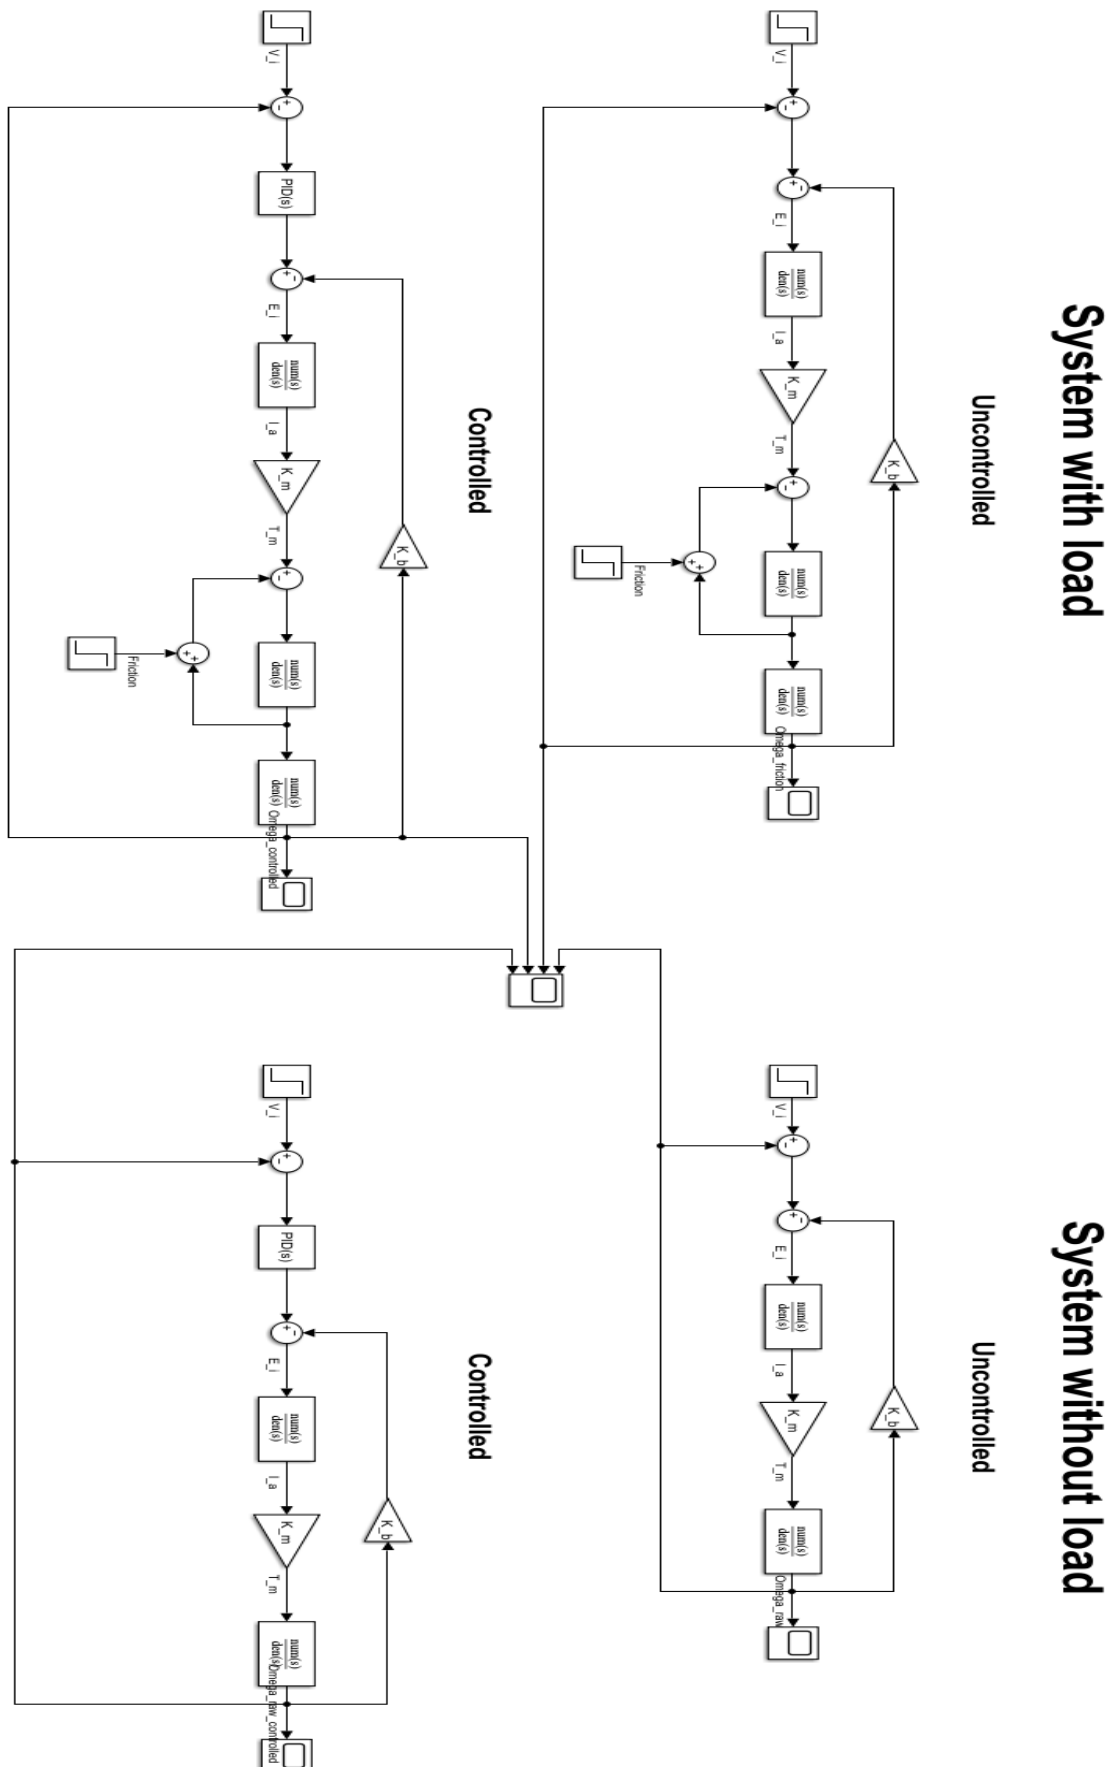 System with load
Uncontrolled
V_i
+
-
+
-
E_i
num(s)
den(s)
I_a
K_m
T_m
+
-
num(s)
den(s)
num(s)
den(s)
Omega_friction
K_b
+
+
Friction
Controlled
V_i
+
-
PID(s)
+
-
E_i
num(s)
den(s)
I_a
K_m
T_m
+
-
num(s)
den(s)
num(s)
den(s)
Omega_controlled
K_b
+
+
Friction
System without load
Uncontrolled
V_i
+
-
+
-
E_i
num(s)
den(s)
I_a
K_m
T_m
num(s)
den(s)
Omega_raw
K_b
Controlled
V_i
+
-
PID(s)
+
-
E_i
num(s)
den(s)
I_a
K_m
T_m
num(s)
den(s)
Omega_raw_controlled
K_b